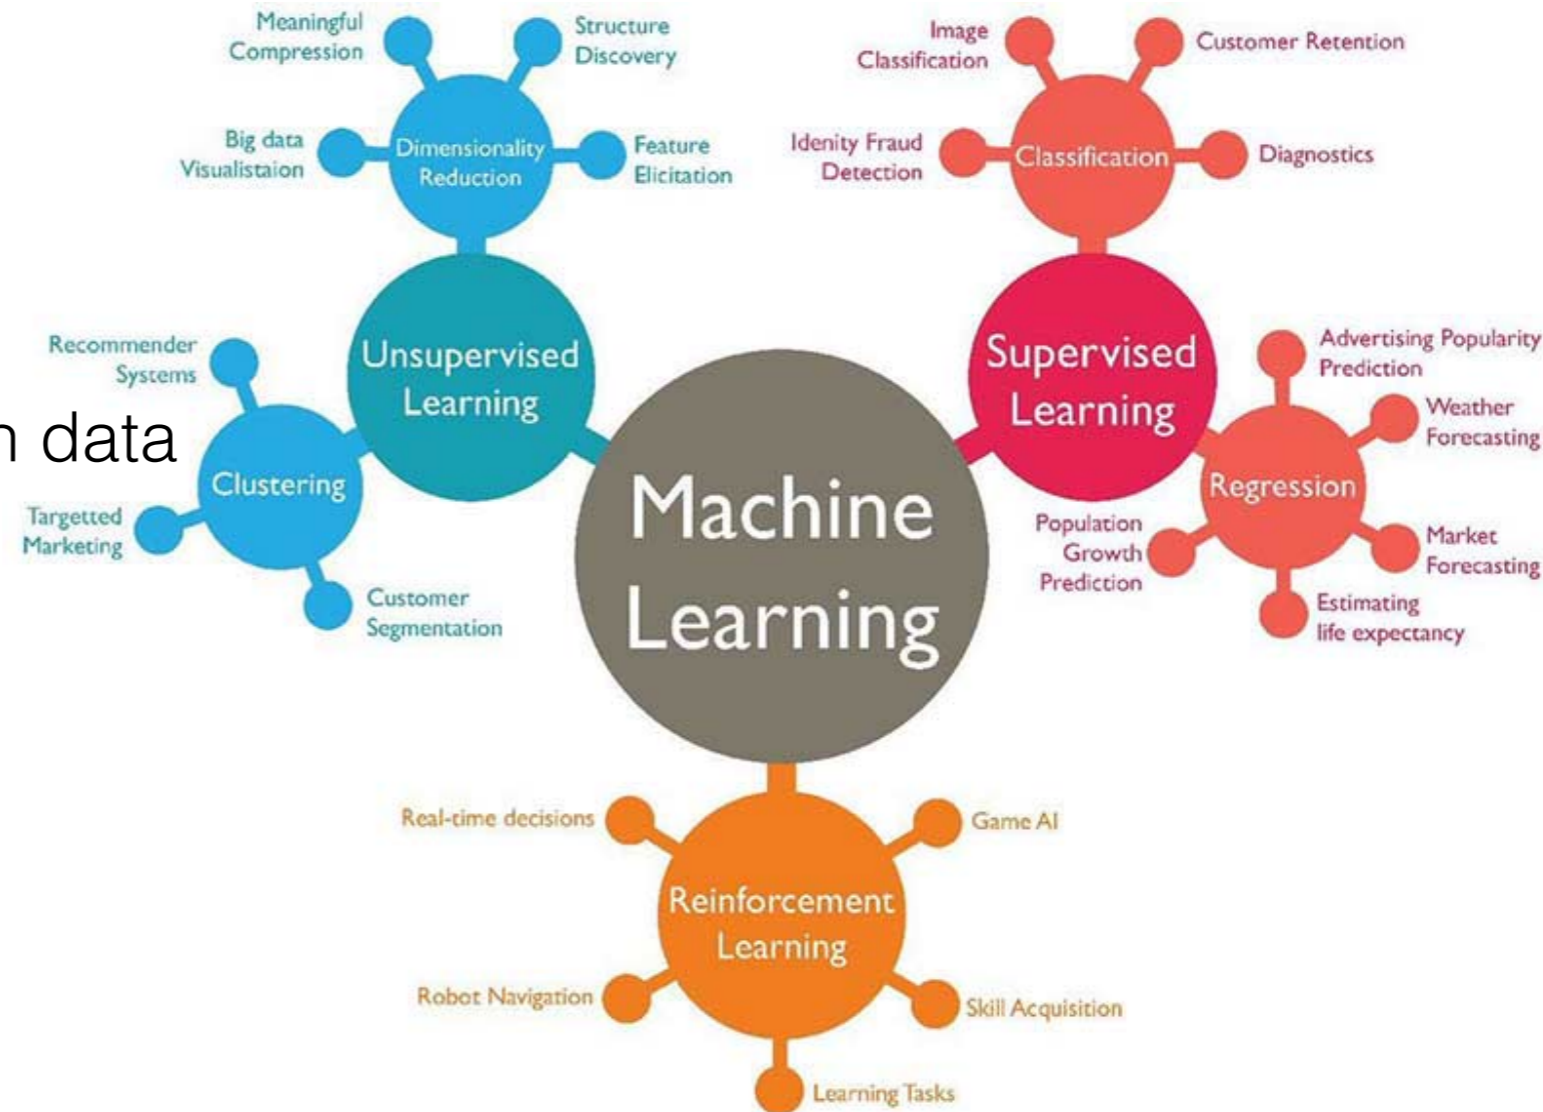 Meaningful
Compression
Structure
Discovery
Big data
Visualistaion
Dimensionality
Reduction
Feature
Elicitation
Image
Classification
Customer Retention
Idenity Fraud
Detection
Classification
Diagnostics
Unsupervised
Learning
Supervised
Learning
Recommender
Systems
n data
Clustering
Targetted
Marketing
Customer
Segmentation
Machine
Learning
Advertising Popularity
Prediction
Weather
Forecasting
Regression
Population
Growth
Prediction
Market
Forecasting
Estimating
life expectancy
Real-time decisions
Game AI
Reinforcement
Learning
Robot Navigation
Skill Acquisition
Learning Tasks